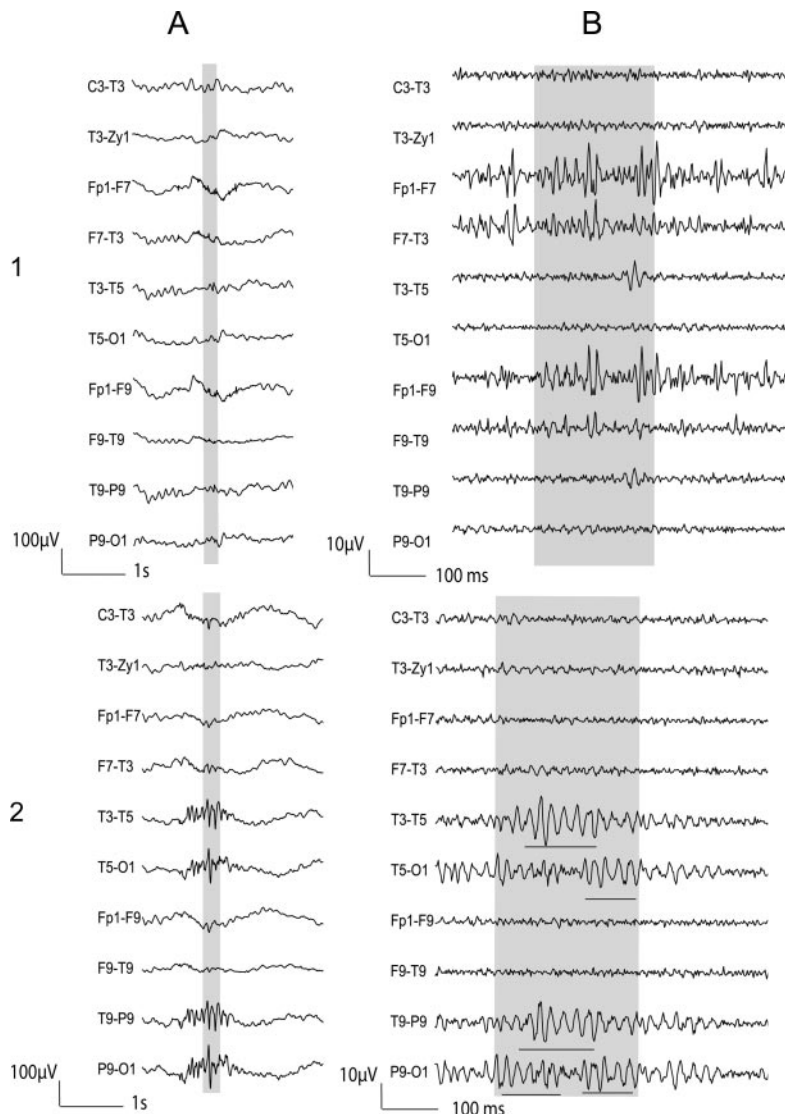 A B
1
C3-T3
T3-Zy1
Fp1-F7
F7-T3
T3-T5
T5-O1
Fp1-F9
F9-T9
T9-P9
P9-O1
100µV
1s
C3-T3
T3-Zy1
Fp1-F7
F7-T3
T3-T5
T5-O1
Fp1-F9
F9-T9
T9-P9
P9-O1
10µV
100 ms
2
C3-T3
T3-Zy1
Fp1-F7
F7-T3
T3-T5
T5-O1
Fp1-F9
F9-T9
T9-P9
P9-O1
100µV
1s
C3-T3
T3-Zy1
Fp1-F7
F7-T3
T3-T5
T5-O1
Fp1-F9
F9-T9
T9-P9
P9-O1
10µV
100 ms